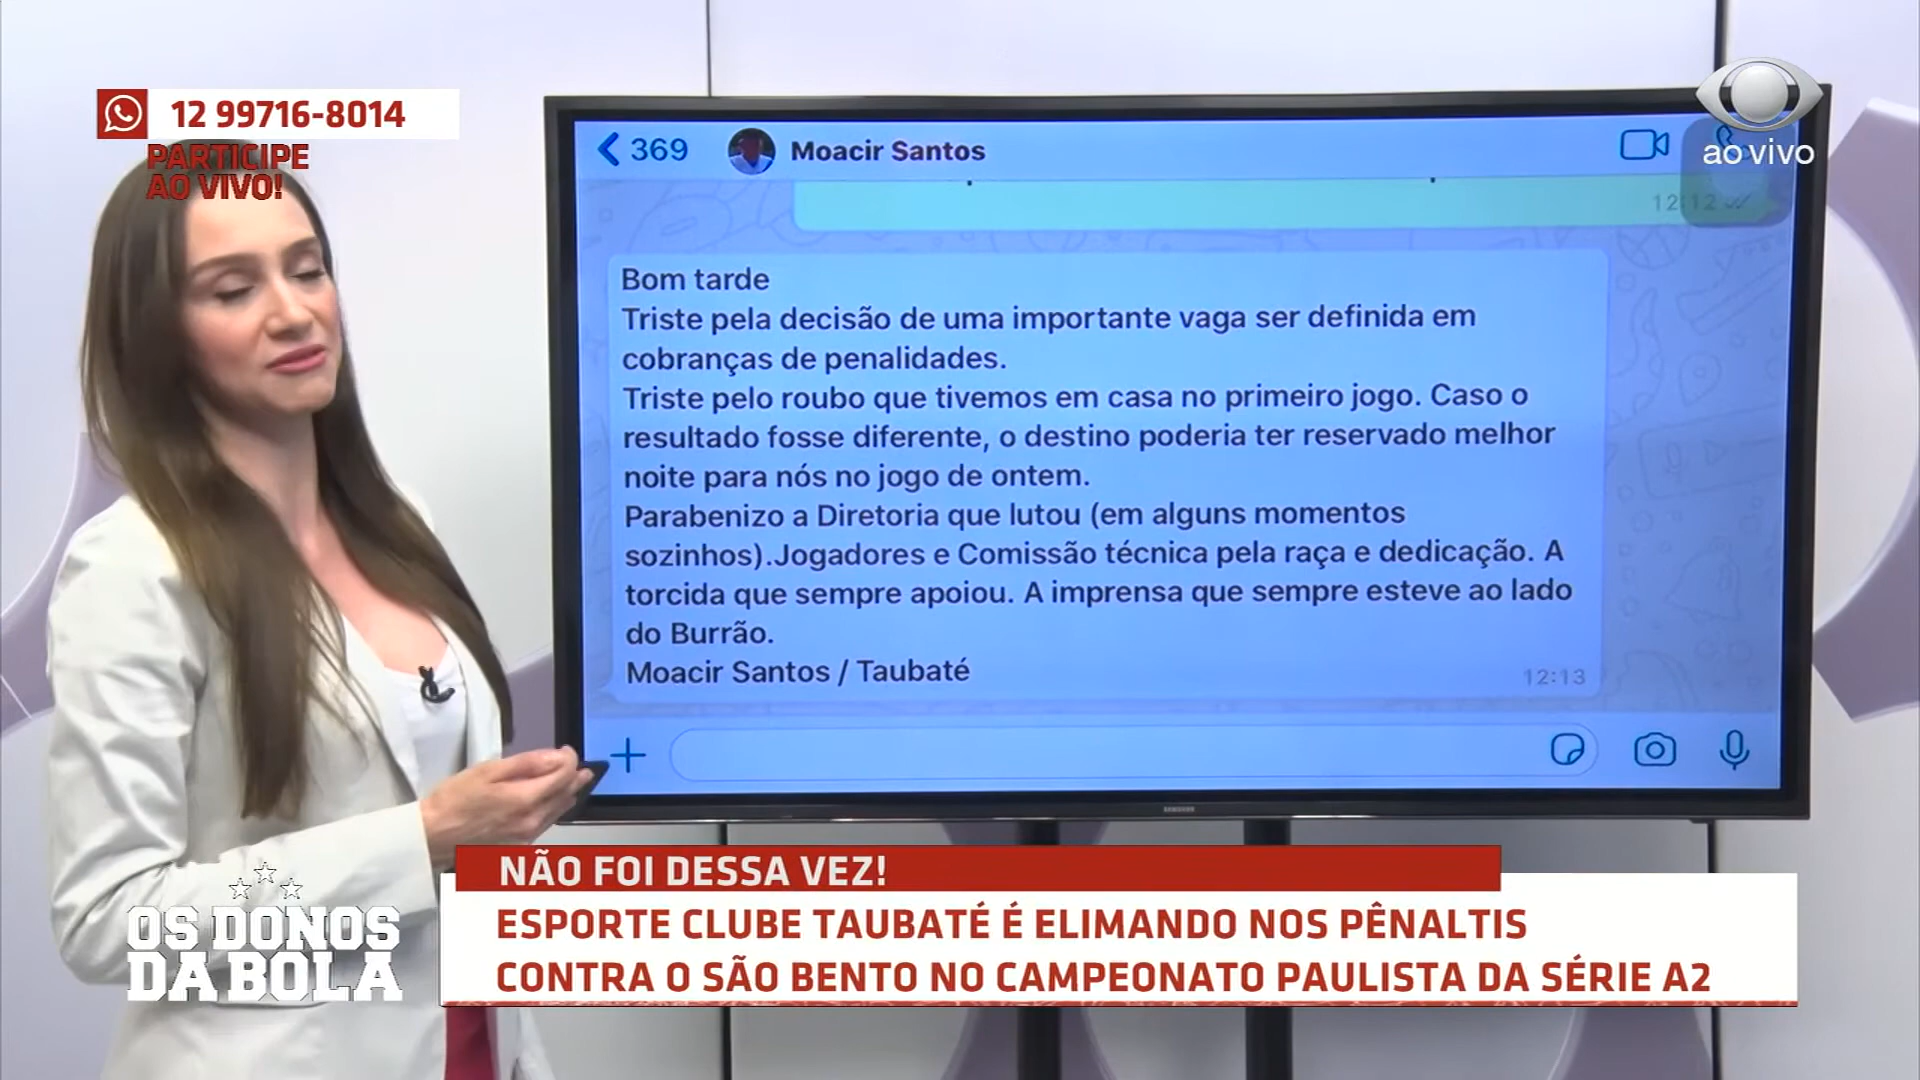 12 99716-8014
PARTICIPE
AO VIVO!
369
Moacir Santos
ao vivo
12:12
Bom tarde
Triste pela decisão de uma importante vaga ser definida em
cobranças de penalidades.
Triste pelo roubo que tivemos em casa no primeiro jogo. Caso o
resultado fosse diferente, o destino poderia ter reservado melhor
noite para nós no jogo de ontem.
Parabenizo a Diretoria que lutou (em alguns momentos
sozinhos).Jogadores e Comissão técnica pela raça e dedicação. A
torcida que sempre apoiou. A imprensa que sempre esteve ao lado
do Burrão.
Moacir Santos / Taubaté
12:13
SAMSUNG
NÃO FOI DESSA VEZ!
ESPORTE CLUBE TAUBATÉ É ELIMANDO NOS PÊNALTIS
CONTRA O SÃO BENTO NO CAMPEONATO PAULISTA DA SÉRIE A2
OS DONOS
DA BOLA